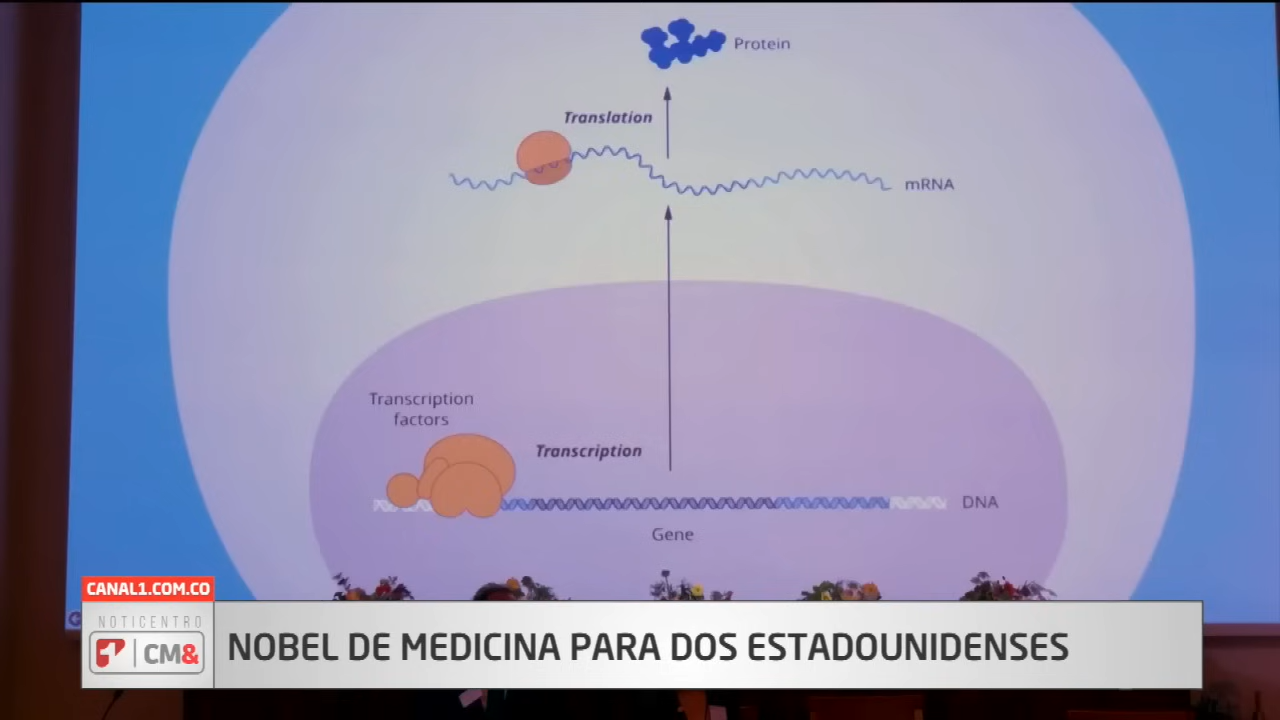 Protein
Translation
mRNA
Transcription
factors
Transcription
DNA
Gene
CANAL1.COM.CO
NOTICENTRO
1 CM&
NOBEL DE MEDICINA PARA DOS ESTADOUNIDENSES